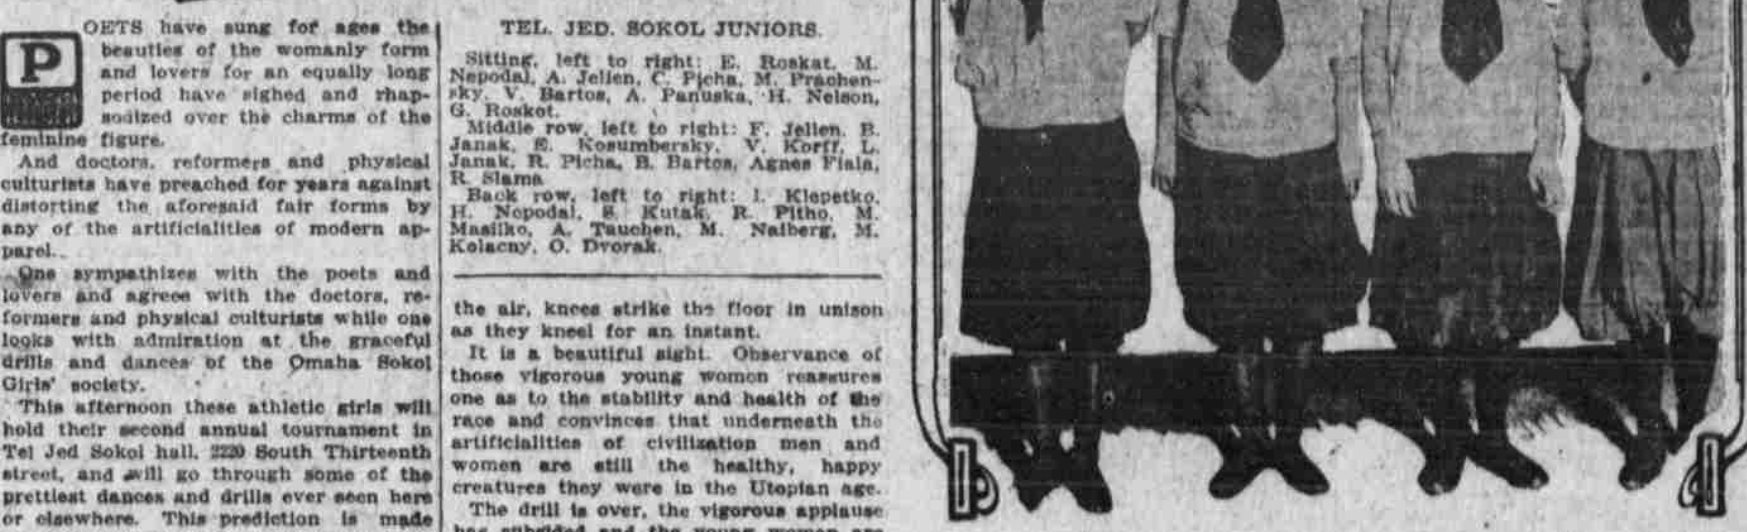 POETS have sung for ages the
beauties of the womanly form
and lovers for an equally long
period have sighed and rhap-
sodized over the charms of the
feminine figure.
And doctors, reformers and physical
culturists have preached for years against
distorting the aforesaid fair forms by
any of the artificialities of modern ap-
parel.
One sympathizes with the poets and
lovers and agrees with the doctors, re-
formers and physical culturists while one
looks with admiration at the graceful
drills and dances of the Omaha Sokol
Girls' society.
This afternoon these athletic girls will
hold their second annual tournament in
Tel Jed Sokol hall, 2220 South Thirteenth
street, and will go through some of the
prettiest dances and drills ever seen here
or elsewhere. This prediction is made
TEL. JED. SOKOL JUNIORS.
Sitting, left to right: E. Roskat, M.
Nepodal, A. Jellen, C. Picha, M. Prachen-
sky, V. Bartos, A. Panuska, H. Nelson,
G. Roskot.
Middle row, left to right: F. Jellen, B.
Janak, E. Kosumbersky, V. Korff, L.
Janak, R. Picha, B. Bartos, Agnes Fiala,
R. Slama
Back row, left to right: I. Klepetko,
H. Nepodal, S. Kutak, R. Pitho, M.
Masilko, A. Tauchen, M. Nalberg, M.
Kolacny, O. Dvorak.
the air, knees strike the floor in unison
as they kneel for an instant.
It is a beautiful sight. Observance of
those vigorous young women reassures
one as to the stability and health of the
race and convinces that underneath the
artificialities of civilization men and
women are still the healthy, happy
creatures they were in the Utopian age.
The drill is over, the vigorous applause
has subsided and the young women are